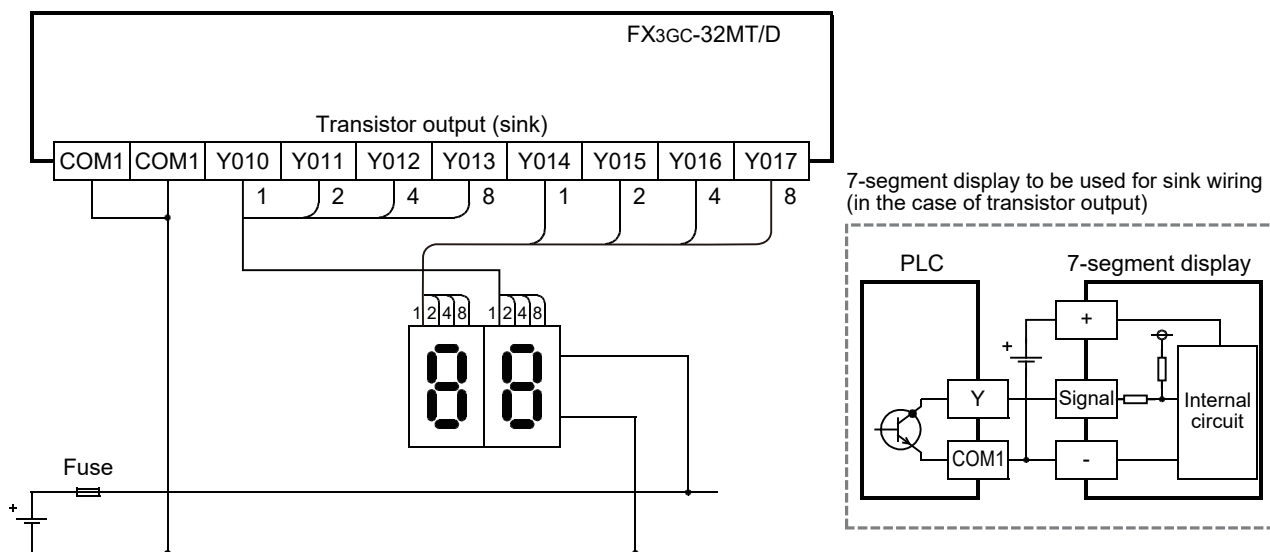 FX3GC-32MT/D
Transistor output (sink)
COM1 COM1 Y010 Y011 Y012 Y013 Y014 Y015 Y016 Y017
1 2 4 8 1 2 4 8
1 2 4 8 1 2 4 8
Fuse
+
7-segment display to be used for sink wiring
(in the case of transistor output)
PLC 7-segment display
+
+
Y Signal Internal
circuit
COM1 -